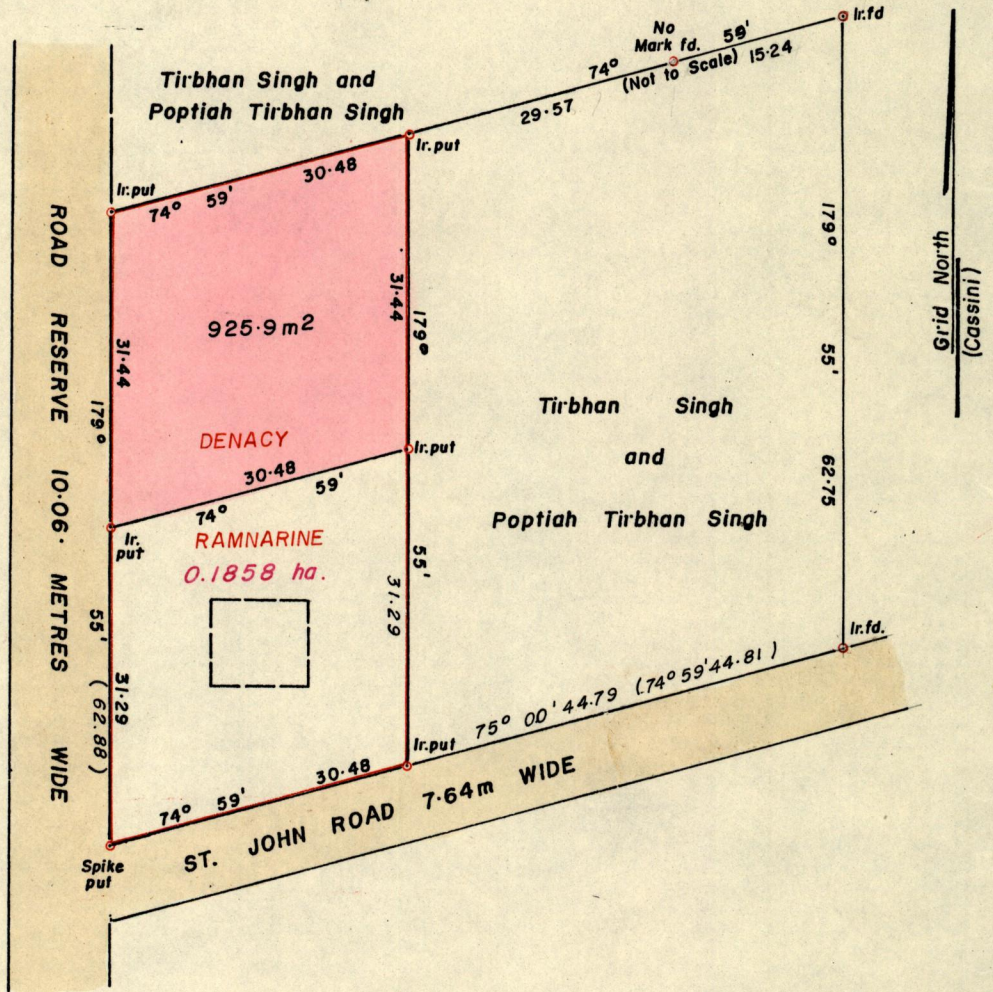 Ir.fd
No
Mark fd.
59'
74°
(Not to Scale) 15·24
29·57
Tirbhan Singh and
Poptiah Tirbhan Singh
Ir.put
30·48
Ir.put
74° 59'
ROAD RESERVE 10·06· METRES WIDE
179°
Grid North
(Cassini)
31·44
179°
925·9 m2
31·44
179°
55'
Tirbhan Singh
and
Poptiah Tirbhan Singh
DENACY
Ir.put
30·48
74° 59'
62·75
Ir.
put
RAMNARINE
0.1858 ha.
55'
31.29
55'
31·29
(62.88)
Ir.fd.
75° 00' 44.79 (74° 59' 44.81)
Ir.put
30·48
74° 59'
ST. JOHN ROAD 7·64m WIDE
Spike
put